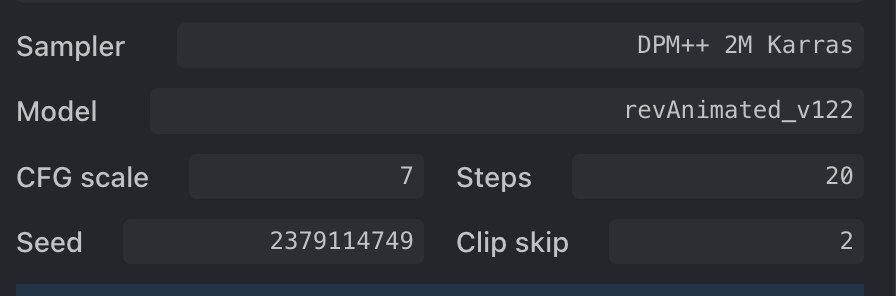 Sampler DPM++ 2M Karras
Model revAnimated_v122
CFG scale 7 Steps 20
Seed 2379114749 Clip skip 2